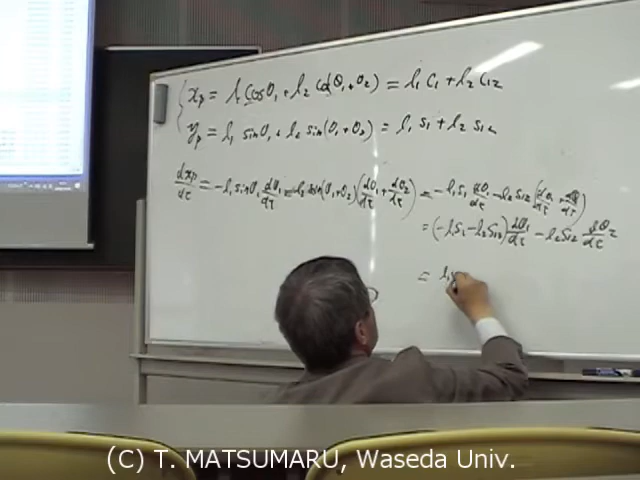 xp = l1 Cosθ1 + l2 Cos(θ1+θ2) = l1 C1 + l2 C12
yp = l1 sinθ1 + l2 sin(θ1+θ2) = l1 S1 + l2 S12
dxp/dt = -l1 sinθ1 dθ1/dt - l2 sin(θ1+θ2)(dθ1/dt + dθ2/dt) = -l1 S1 dθ1/dt - l2 S12 (dθ1/dt + dθ2/dt)
= (-l1 S1 - l2 S12) dθ1/dt - l2 S12 dθ2/dt
= l1
(C) T. MATSUMARU, Waseda Univ.